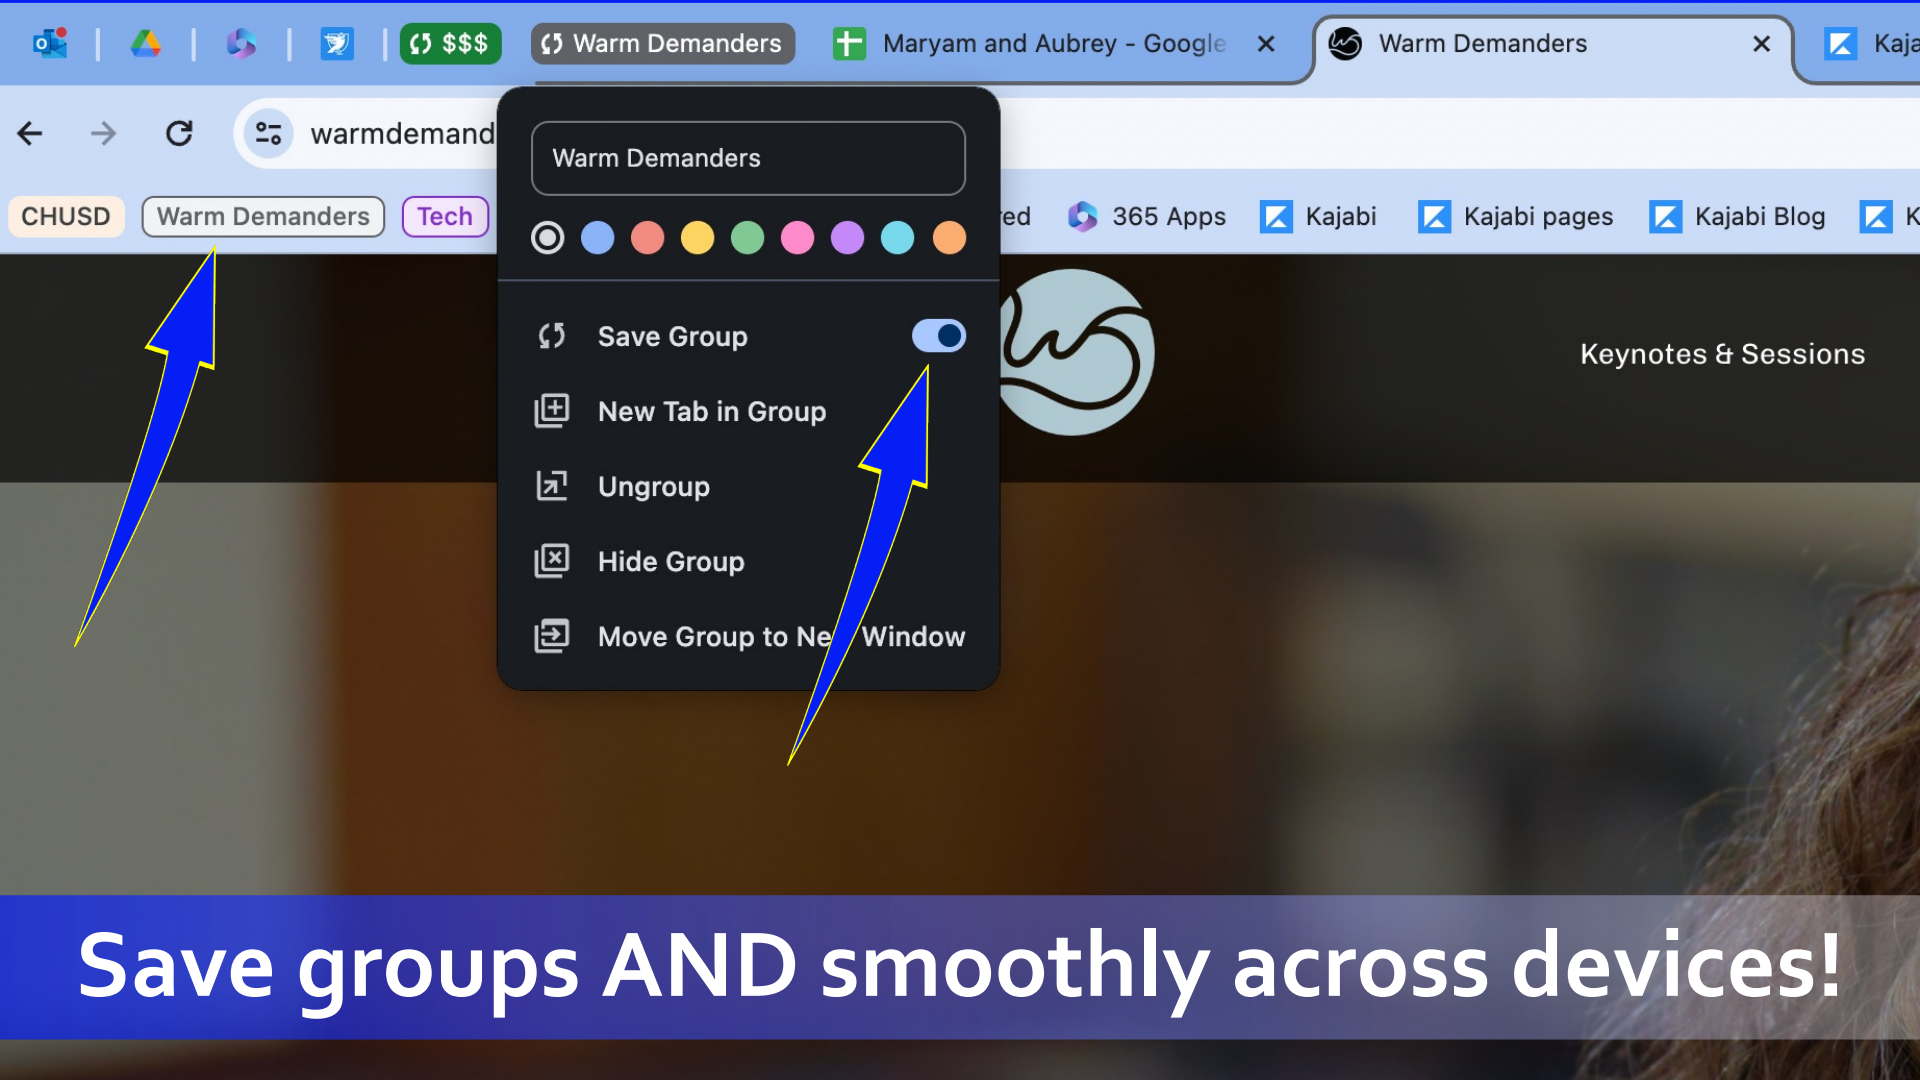 $$$
Warm Demanders
Maryam and Aubrey - Google
Warm Demanders
Kaja
warmdemand
CHUSD
Warm Demanders
Tech
Warm Demanders
red
365 Apps
Kajabi
Kajabi pages
Kajabi Blog
K
Save Group
New Tab in Group
Ungroup
Hide Group
Move Group to Ne Window
Keynotes & Sessions
Save groups AND smoothly across devices!